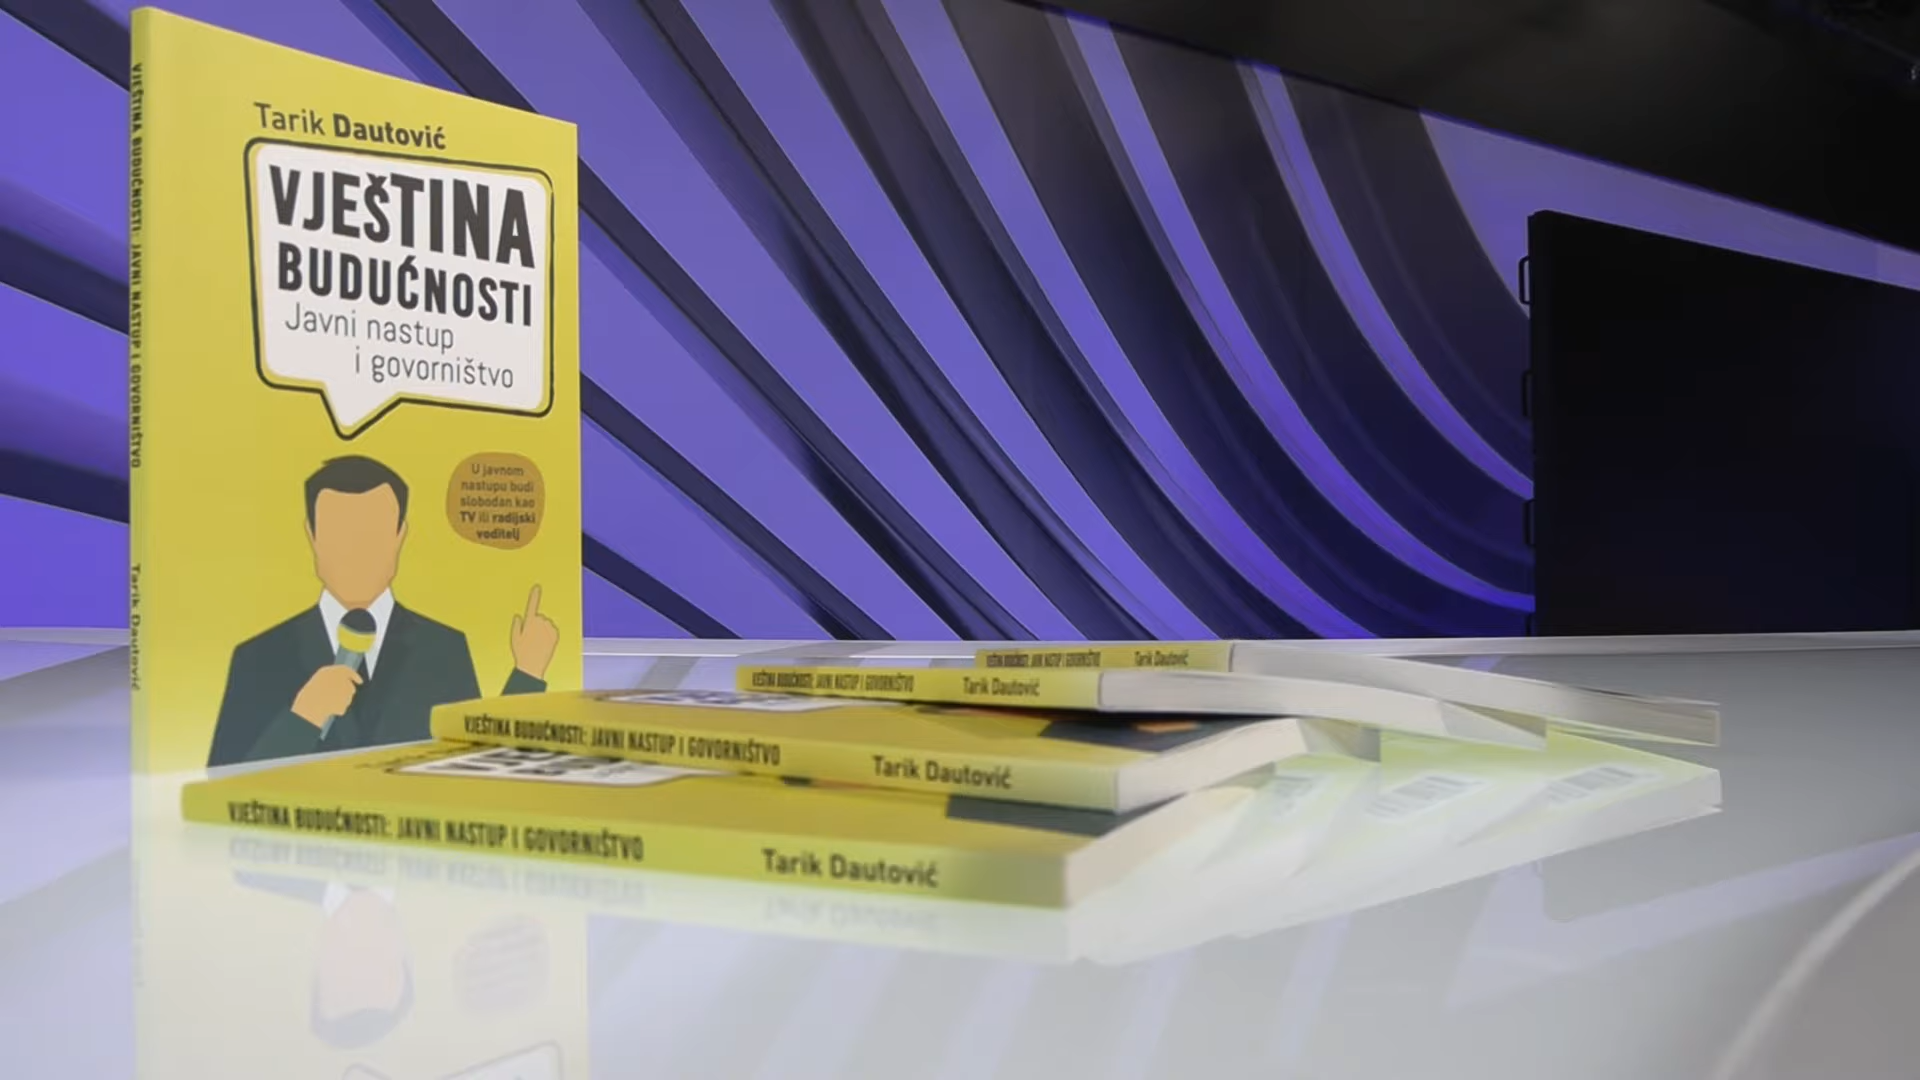 Tarik Dautović
VJEŠTINA
BUDUĆNOSTI
Javni nastup
i govorništvo
U javnom
nastupu budi
slobodan kao
TV ili radijski
voditelj
VJEŠTINA BUDUĆNOSTI: JAVNI NASTUP I GOVORNIŠTVO
Tarik Dautović
VJEŠTINA BUDUĆNOSTI: JAVNI NASTUP I GOVORNIŠTVO Tarik Dautović
VJEŠTINA BUDUĆNOSTI: JAVNI NASTUP I GOVORNIŠTVO Tarik Dautović
VJEŠTINA BUDUĆNOSTI: JAVNI NASTUP I GOVORNIŠTVO Tarik Dautović
VJEŠTINA BUDUĆNOSTI: JAVNI NASTUP I GOVORNIŠTVO Tarik Dautović